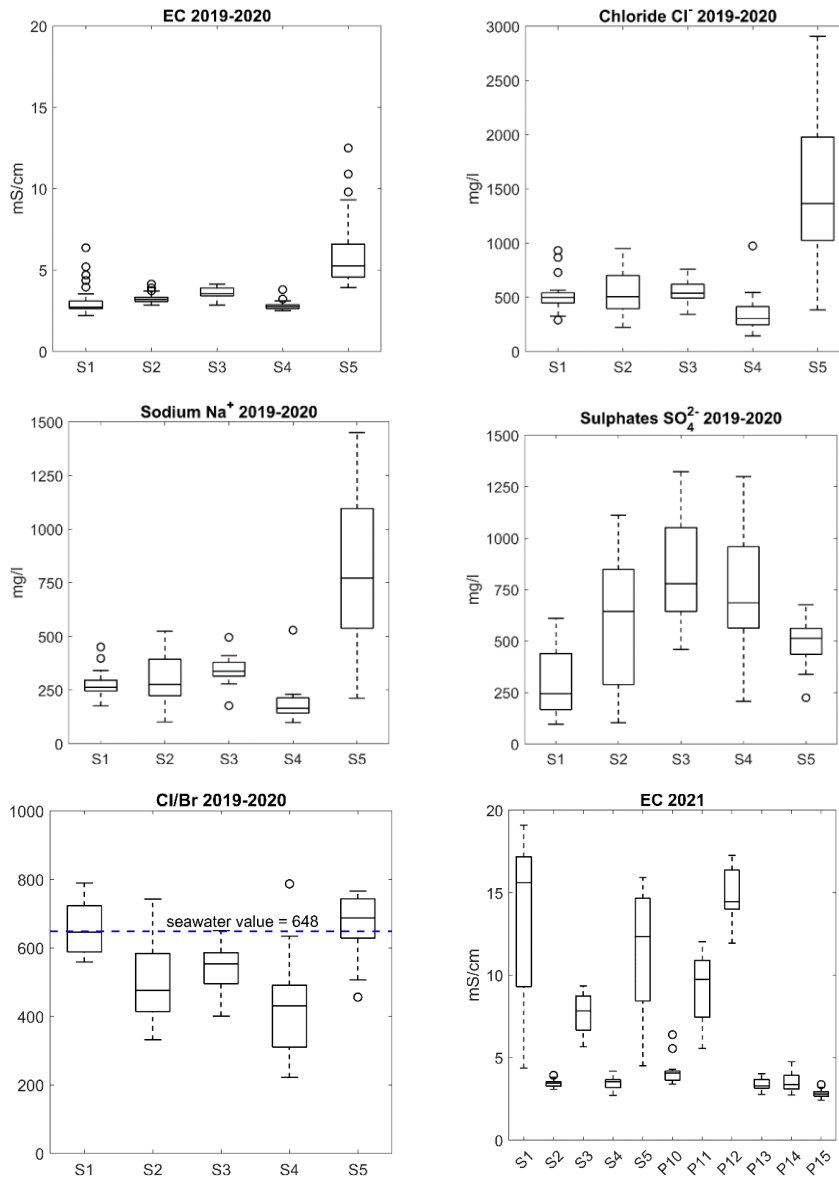 EC 2019-2020
20
15
10
5
0
mS/cm
S1 S2 S3 S4 S5
Chloride Cl⁻ 2019-2020
3000
2500
2000
1500
1000
500
0
mg/l
S1 S2 S3 S4 S5
Sodium Na⁺ 2019-2020
1500
1250
1000
750
500
250
0
mg/l
S1 S2 S3 S4 S5
Sulphates SO₄²⁻ 2019-2020
1500
1250
1000
750
500
250
0
mg/l
S1 S2 S3 S4 S5
Cl/Br 2019-2020
1000
800
600
400
200
0
seawater value = 648
S1 S2 S3 S4 S5
EC 2021
20
15
10
5
0
mS/cm
S1 S2 S3 S4 S5 P10 P11 P12 P13 P14 P15